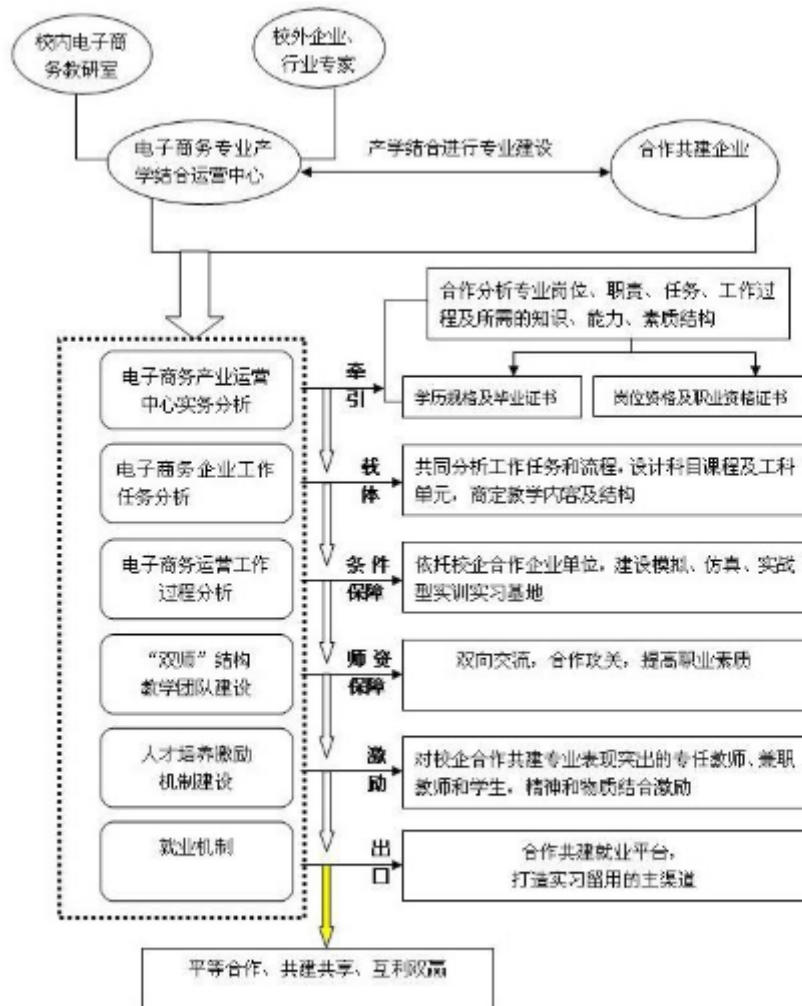 校内电子商
务教研室
校外企业、
行业专家
电子商务专业产
学结合运营中心
产学结合进行专业建设
合作共建企业
合作分析专业岗位、职责、任务、工作过
程及所需的知识、能力、素质结构
电子商务产业运营
中心实务分析
牵
引
学历规格及毕业证书
岗位资格及职业资格证书
电子商务企业工作
任务分析
载
体
共同分析工作任务和流程，设计科目课程及工科
单元，商定教学内容及结构
电子商务运营工作
过程分析
条件
保障
依托校企合作企业单位，建设模拟、仿真、实战
型实训实习基地
“双师”结构
教学团队建设
师资
保障
双向交流，合作攻关，提高职业素质
人才培养激励
机制建设
激
励
对校企合作共建专业表现突出的专任教师、兼职
教师和学生，精神和物质结合激励
就业机制
出
口
合作共建就业平台，
打造实习留用的主渠道
平等合作、共建共享、互利双赢